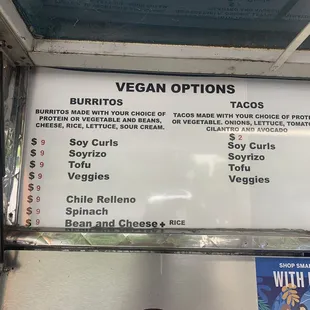 VEGAN OPTIONS
BURRITOS
BURRITOS MADE WITH YOUR CHOICE OF
PROTEIN OR VEGETABLE AND BEANS,
CHEESE, RICE, LETTUCE, SOUR CREAM.
$ 9 Soy Curls
$ 9 Soyrizo
$ 9 Tofu
$ 9 Veggies
$ 9
$ 8 Chile Relleno
$ 9 Spinach
$ 9 Bean and Cheese + RICE
TACOS
TACOS MADE WITH YOUR CHOICE OF
OR VEGETABLE. ONIONS, LETTUCE,
CILANTRO AND AVOCADO
$ 2
Soy Curls
Soyrizo
Tofu
Veggies
SHOP
WITH